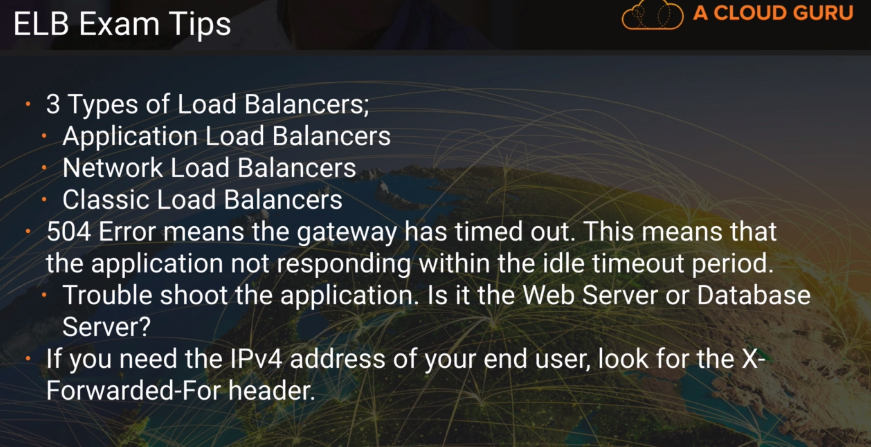 ELB Exam Tips
A CLOUD GURU
• 3 Types of Load Balancers;
• Application Load Balancers
• Network Load Balancers
• Classic Load Balancers
• 504 Error means the gateway has timed out. This means that
the application not responding within the idle timeout period.
• Trouble shoot the application. Is it the Web Server or Database
Server?
• If you need the IPv4 address of your end user, look for the X-
Forwarded-For header.